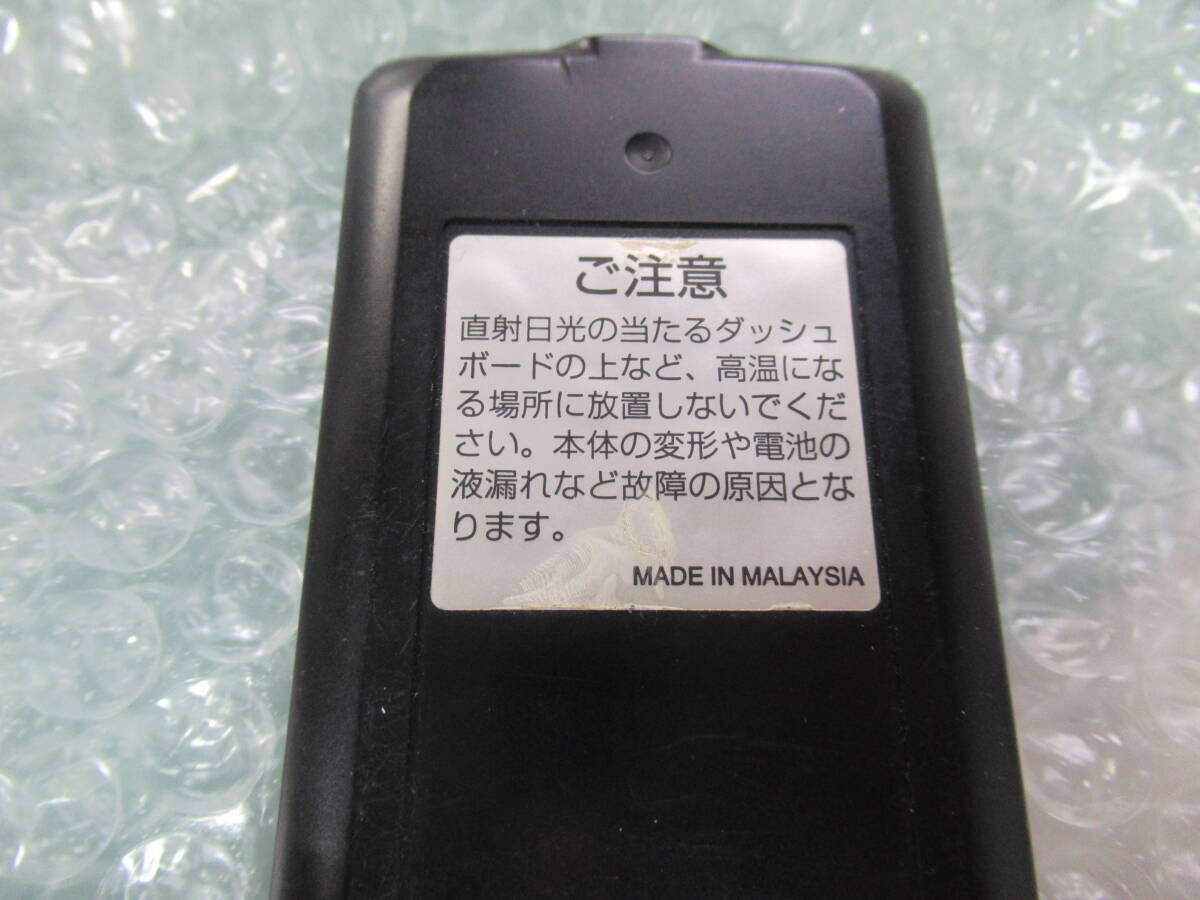 ご注意
直射日光の当たるダッシュ
ボードの上など、高温にな
る場所に放置しないでくだ
さい。本体の変形や電池の
液漏れなど故障の原因とな
ります。
MADE IN MALAYSIA